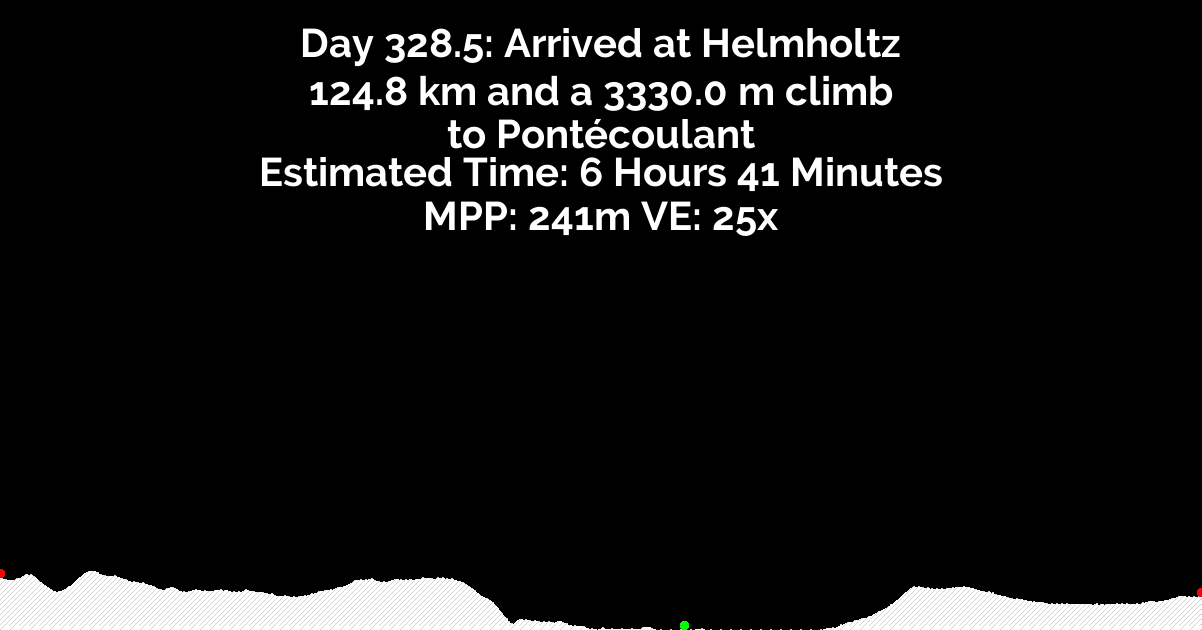 Day 328.5: Arrived at Helmholtz
124.8 km and a 3330.0 m climb
to Pontécoulant
Estimated Time: 6 Hours 41 Minutes
MPP: 241m VE: 25x